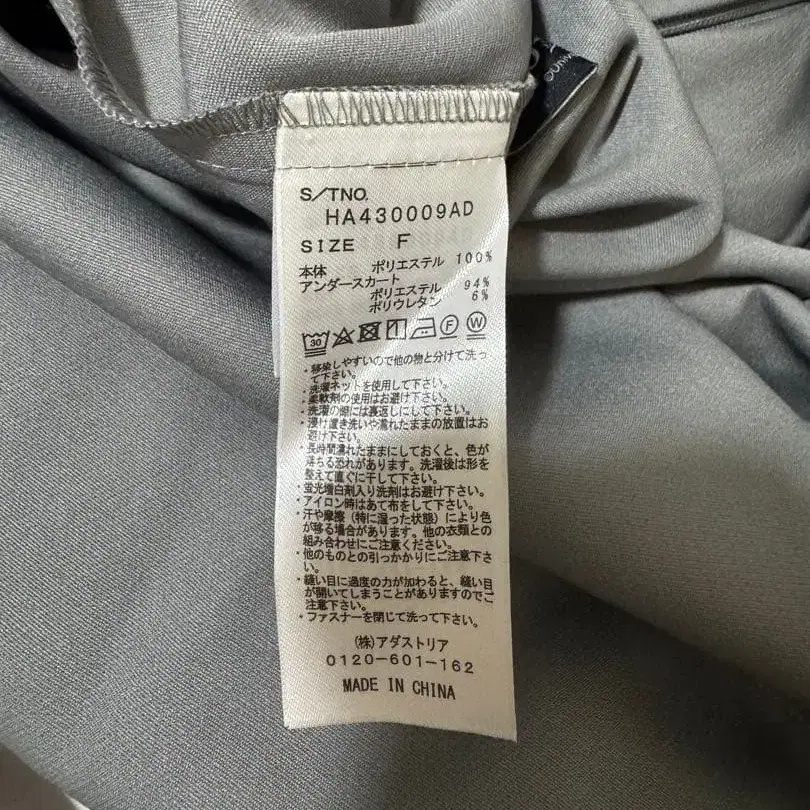 S/TNO.
HA430009AD
SIZE F
本体 ポリエステル 100%
アンダースカート
ポリエステル 94%
ポリウレタン 6%
30 F W
・移染しやすいので他の物と分けて洗っ
て下さい。
・洗濯ネットを使用して下さい。
・柔軟剤の使用はお避け下さい。
・洗濯の際には裏返しにして下さい。
・浸け置き洗いや濡れたままの放置はお
避け下さい。
・長時間濡れたままにしておくと、色が
落ちる恐れがあります。洗濯後は形を
整えて直ぐに干して下さい。
・蛍光増白剤入り洗剤はお避け下さい。
・アイロン時はあて布をして下さい。
・汗や摩擦（特に湿った状態）により色
が移る場合があります。他の衣類との
組み合わせにご注意ください。
・他のものとの引っかかりにご注意下さ
い。
・縫い目に過度の力が加わると、縫い目
が開いてしまうことがありますのでご
注意下さい。
・ファスナーを閉じて洗って下さい。
(株)アダストリア
0120-601-162
MADE IN CHINA